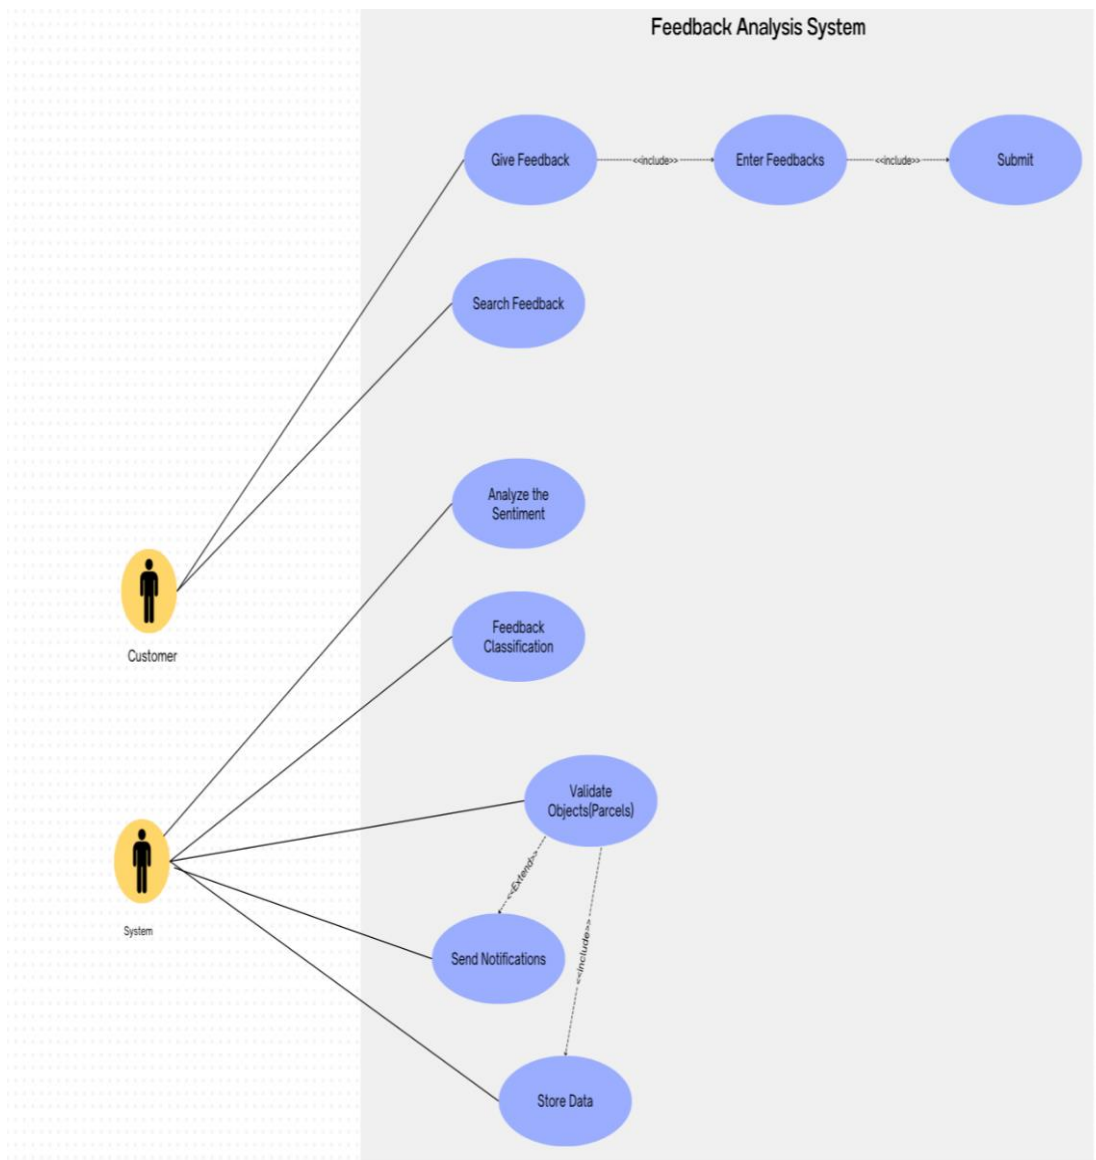 Feedback Analysis System
Give Feedback
<<include>>
Enter Feedbacks
<<include>>
Submit
Search Feedback
Analyze the
Sentiment
Customer
Feedback
Classification
Validate
Objects(Parcels)
System
<<Extend>>
<<include>>
Send Notifications
Store Data